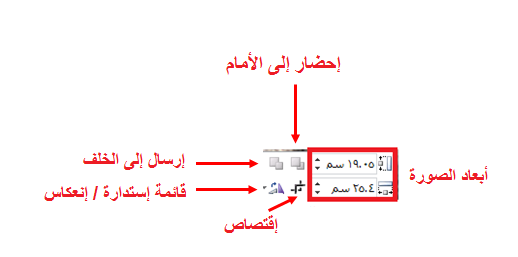 إحضار إلى الأمام
إرسال إلى الخلف
١٩.٠٥ سم
أبعاد الصورة
قائمة إستدارة / إنعكاس
٢٥.٤ سم
إقتصاص